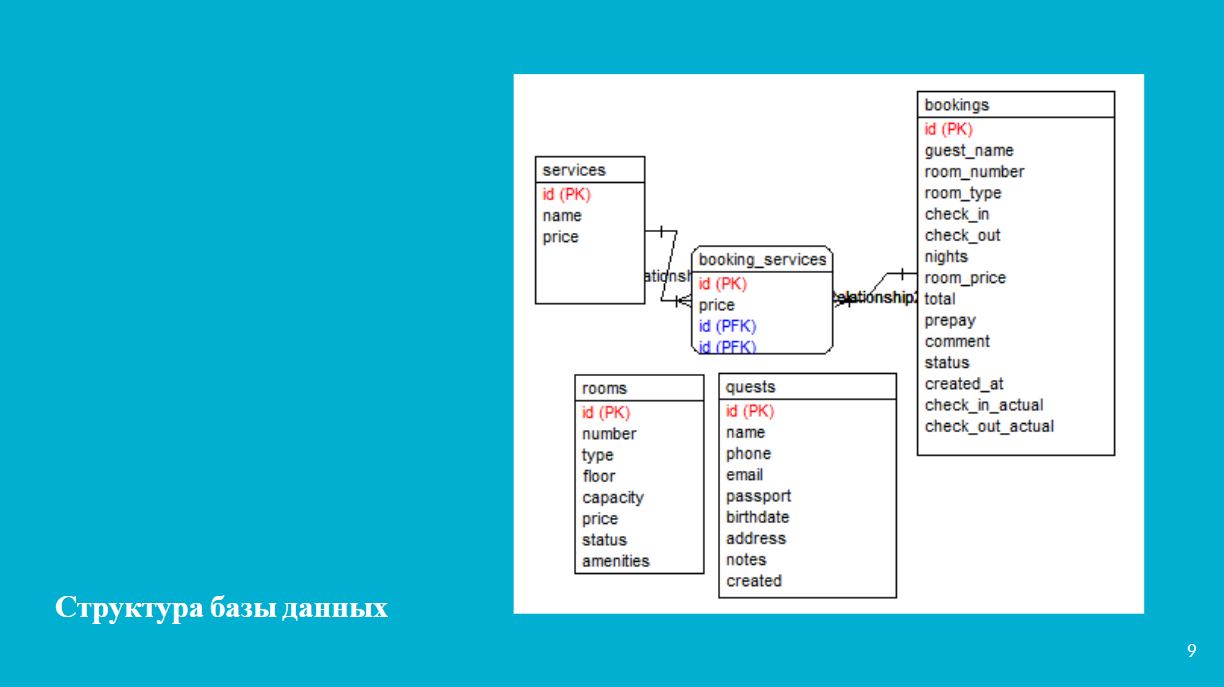 services
id (PK)
name
price
booking_services
id (PK)
price
id (PFK)
id (PFK)
bookings
id (PK)
guest_name
room_number
room_type
check_in
check_out
nights
room_price
total
prepay
comment
status
created_at
check_in_actual
check_out_actual
rooms
id (PK)
number
type
floor
capacity
price
status
amenities
quests
id (PK)
name
phone
email
passport
birthdate
address
notes
created
Структура базы данных
9